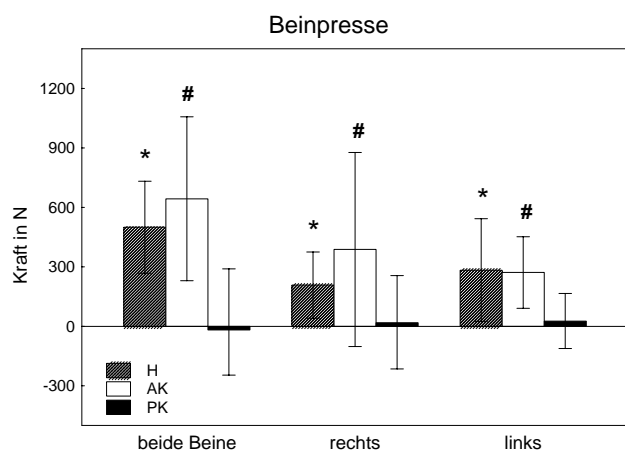 Beinpresse
1200
900
600
300
0
-300
Kraft in N
* # * # * #
H
AK
PK
beide Beine rechts links